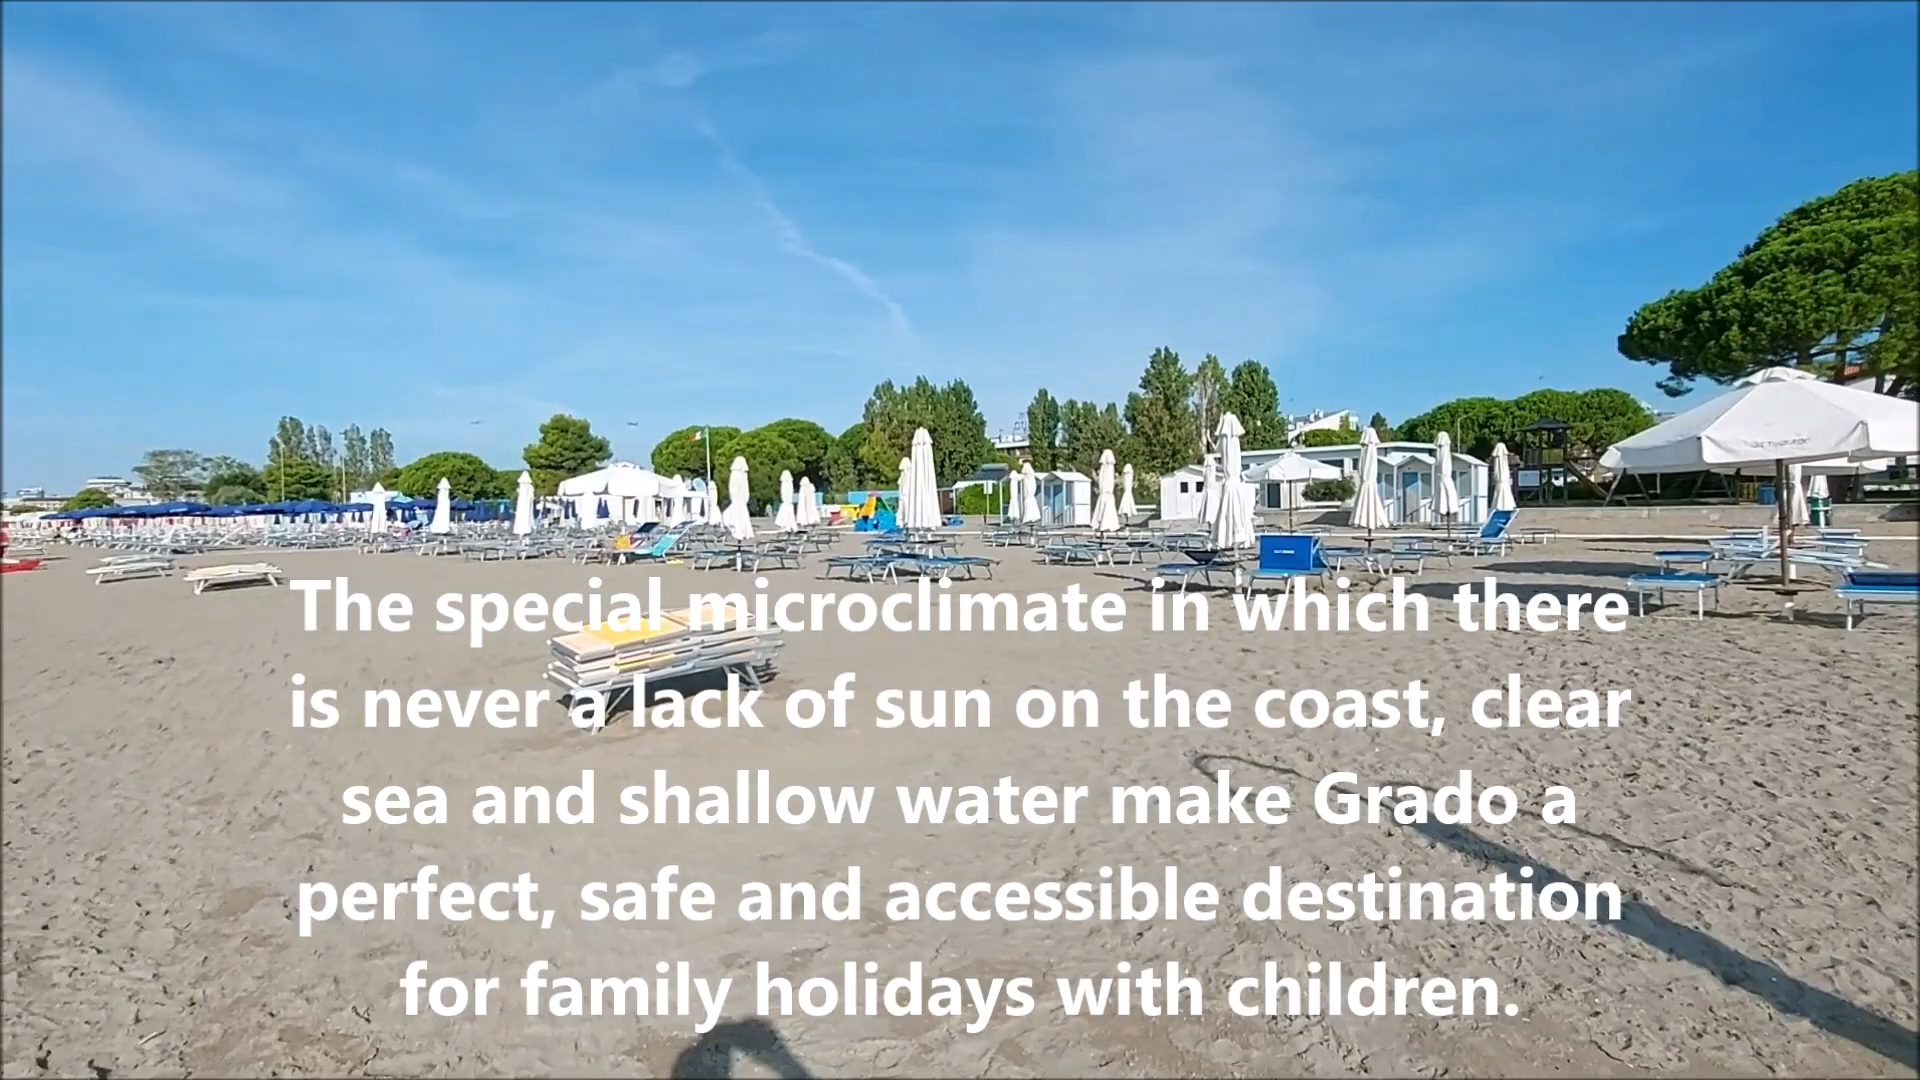 The special microclimate in which there
is never a lack of sun on the coast, clear
sea and shallow water make Grado a
perfect, safe and accessible destination
for family holidays with children.